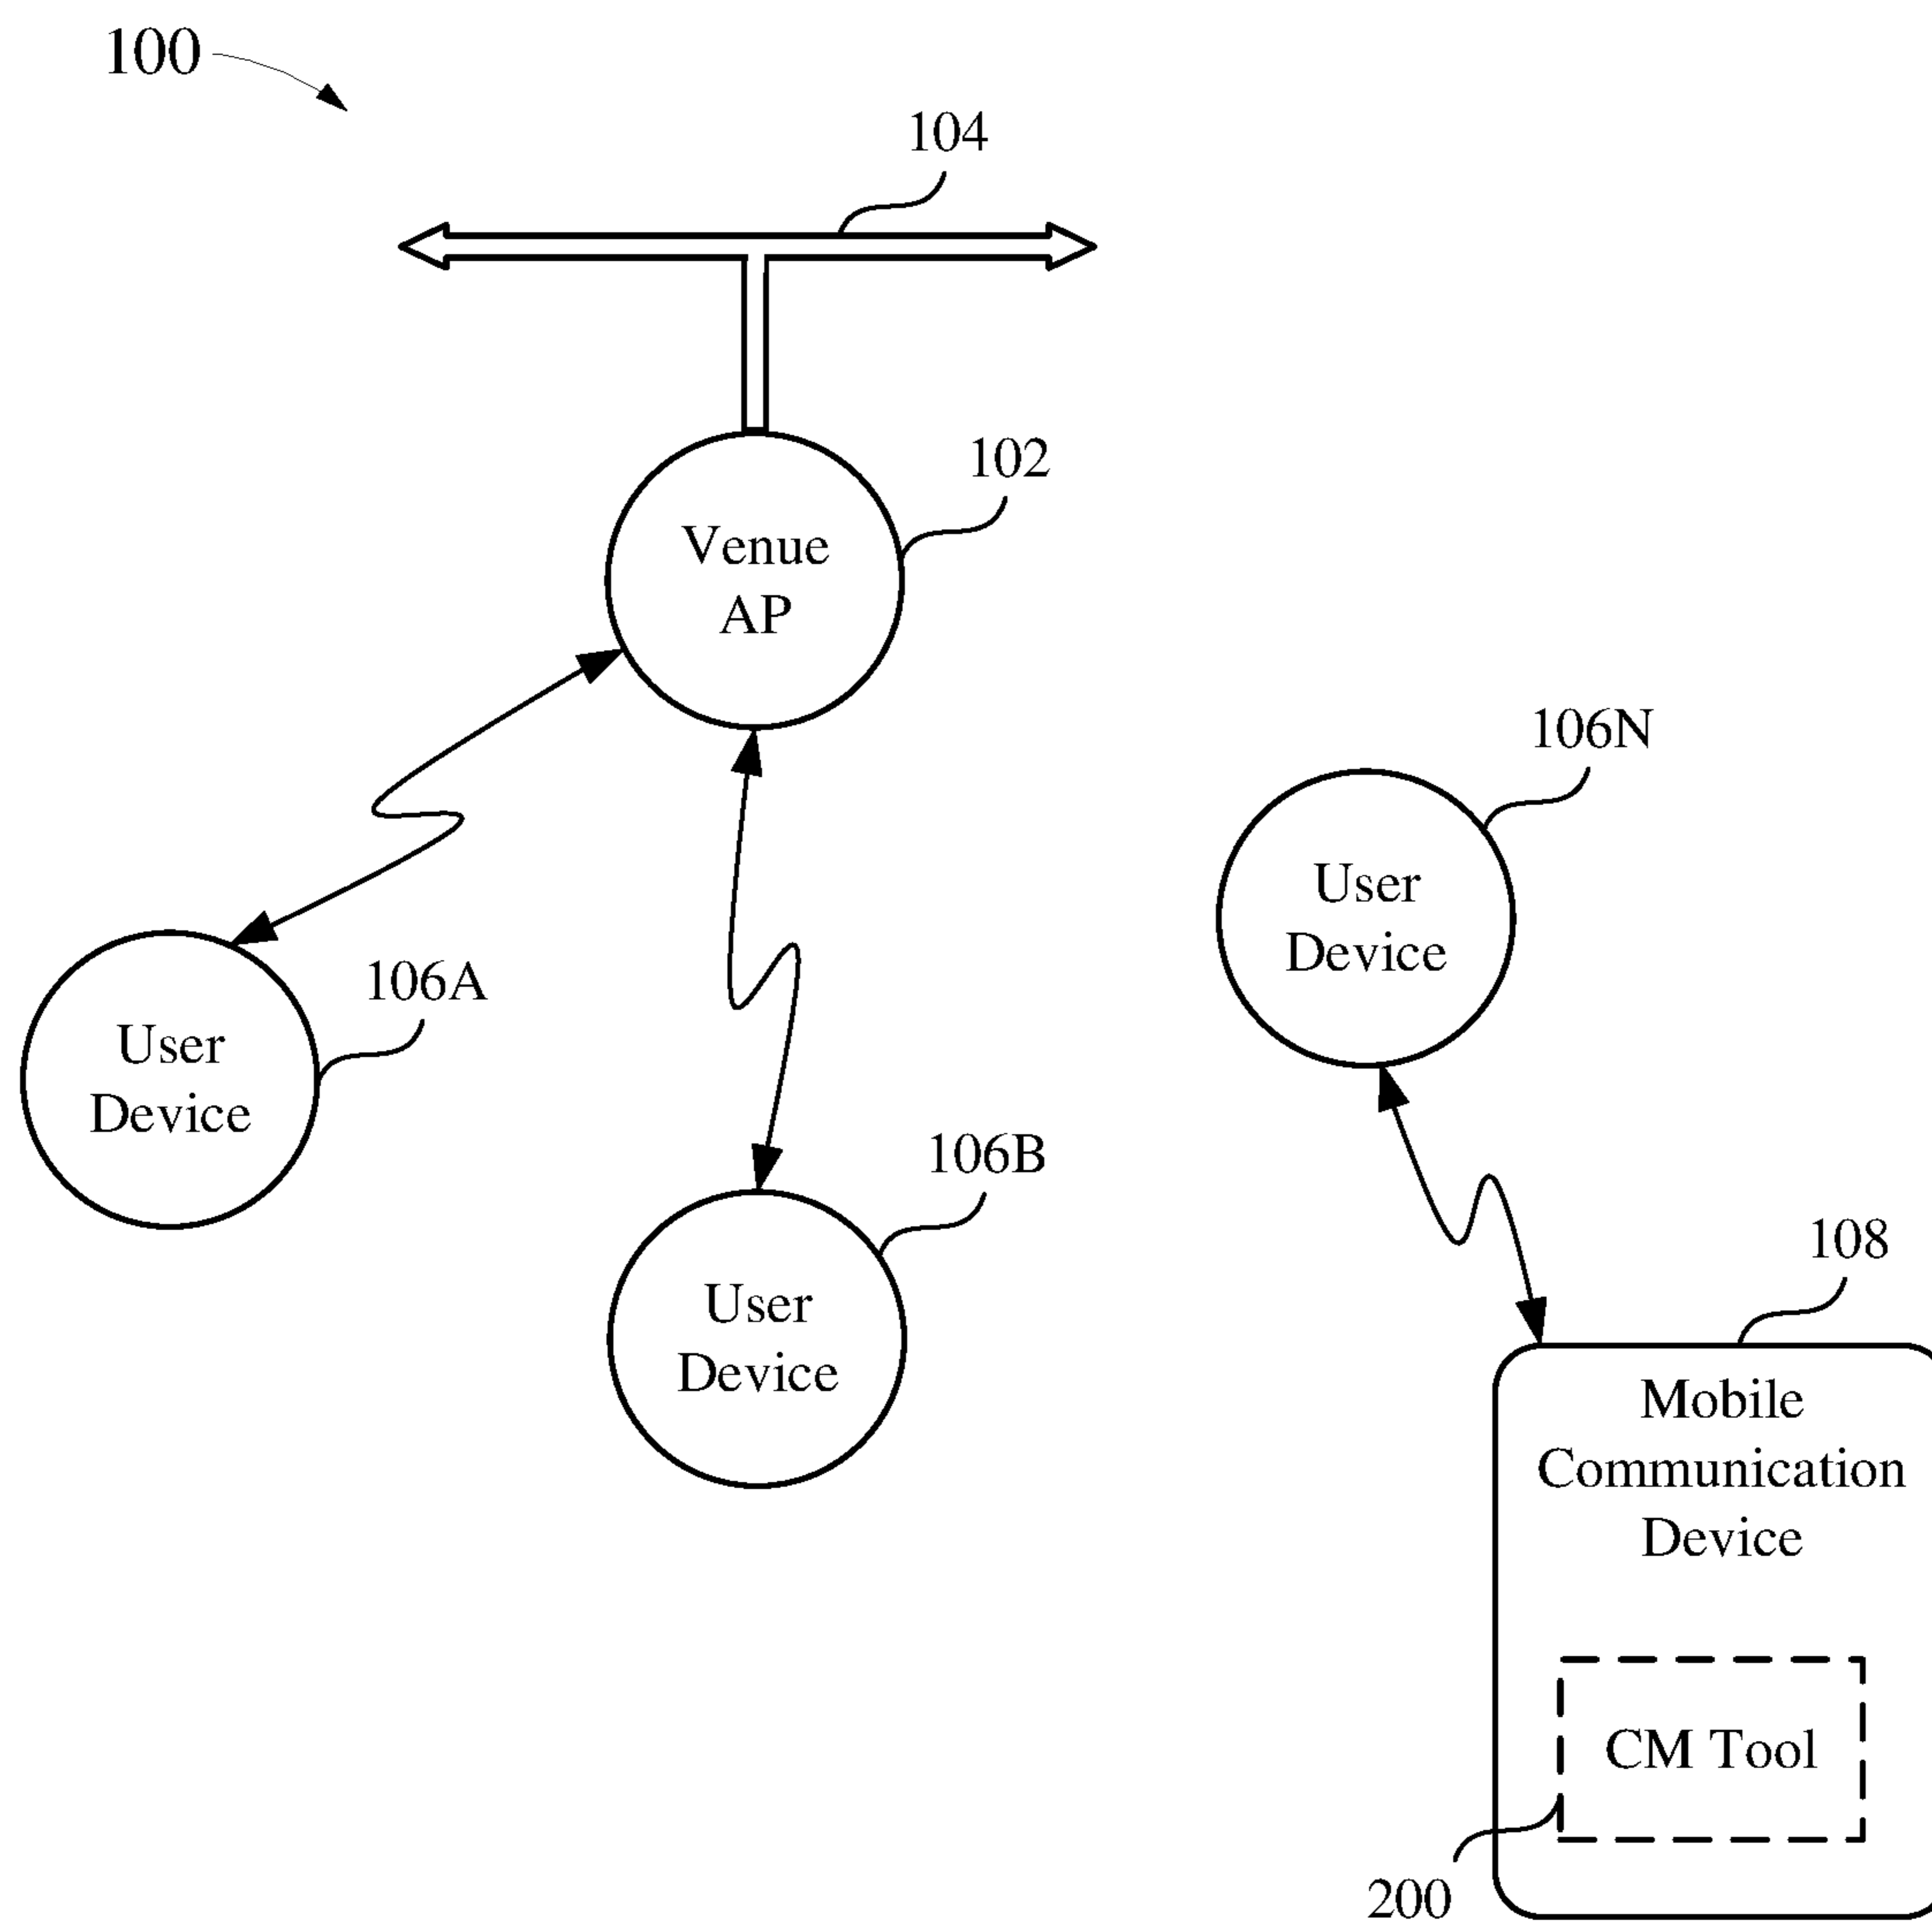 100
104
102
Venue
AP
106N
User
Device
106A
User
Device
106B
User
Device
108
Mobile
Communication
Device
CM Tool
200